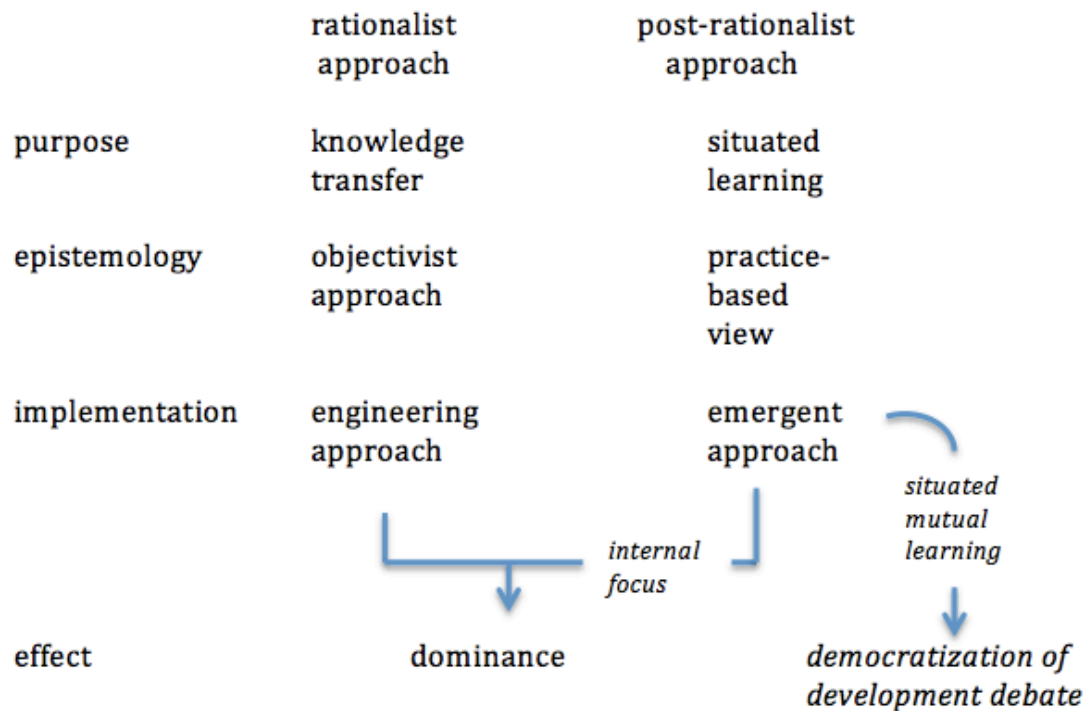 rationalist
approach
post-rationalist
approach
purpose
knowledge
transfer
situated
learning
epistemology
objectivist
approach
practice-
based
view
implementation
engineering
approach
emergent
approach
situated
mutual
learning
internal
focus
effect
dominance
democratization of
development debate